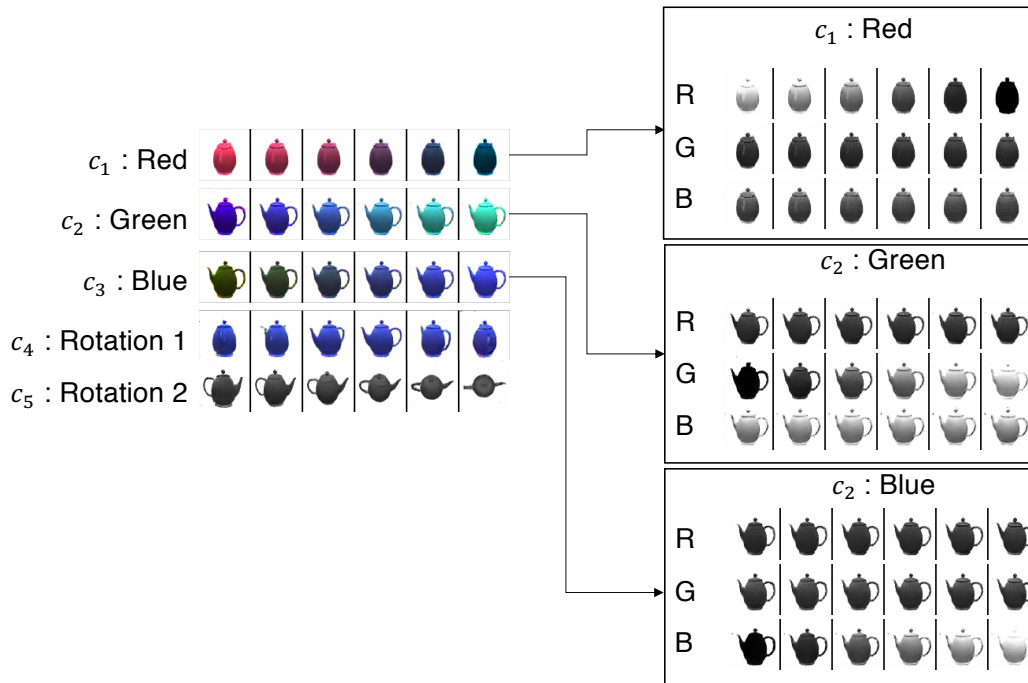 c₁ : Red
c₂ : Green
c₃ : Blue
c₄ : Rotation 1
c₅ : Rotation 2
c₁ : Red
R
G
B
c₂ : Green
R
G
B
c₂ : Blue
R
G
B